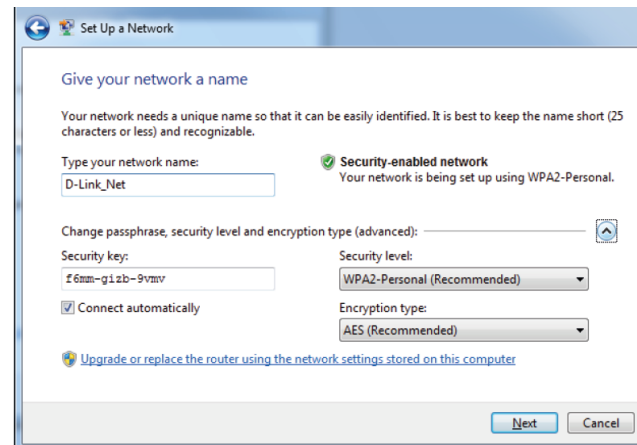 Set Up a Network
Give your network a name
Your network needs a unique name so that it can be easily identified. It is best to keep the name short (25
characters or less) and recognizable.
Type your network name:
D-Link_Net
Security-enabled network
Your network is being set up using WPA2-Personal.
Change passphrase, security level and encryption type (advanced):
Security key:
f6mm-gizb-9vmv
Security level:
WPA2-Personal (Recommended)
Connect automatically
Encryption type:
AES (Recommended)
Upgrade or replace the router using the network settings stored on this computer
Next
Cancel